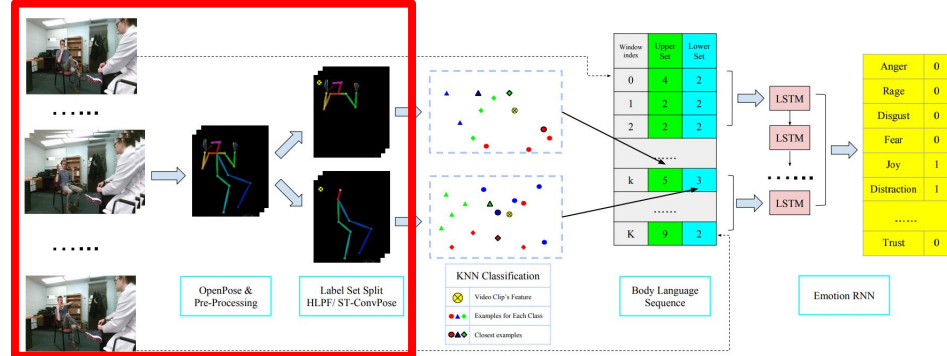 Window index Upper Set Lower Set
0 4 2
1 2 2
2 2 2
......
k 5 3
......
K 9 2
......
......
OpenPose &
Pre-Processing
Label Set Split
HLPF/ ST-ConvPose
KNN Classification
Video Clip's Feature
Examples for Each Class
Closest examples
Body Language
Sequence
LSTM
LSTM
......
LSTM
Emotion RNN
Anger 0
Rage 0
Disgust 0
Fear 0
Joy 1
Distraction 1
......
Trust 0